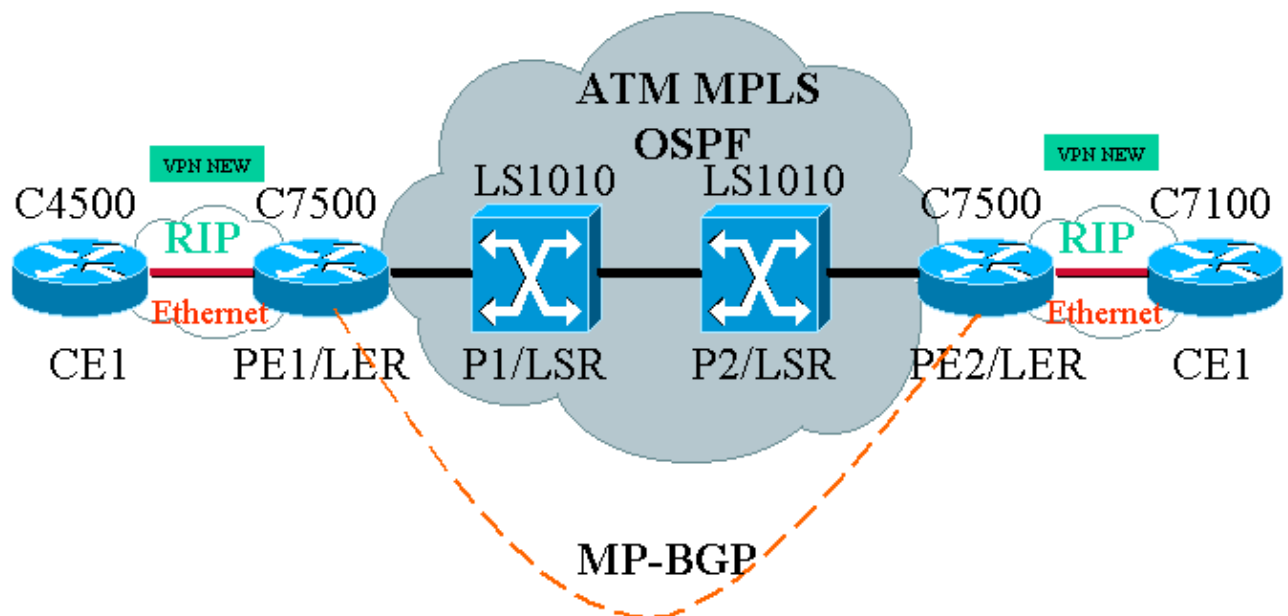 ATM MPLS
OSPF
VPN NEW
VPN NEW
C4500
C7500
LS1010
LS1010
C7500
C7100
RIP
RIP
Ethernet
Ethernet
CE1
PE1/LER
P1/LSR
P2/LSR
PE2/LER
CE1
MP-BGP